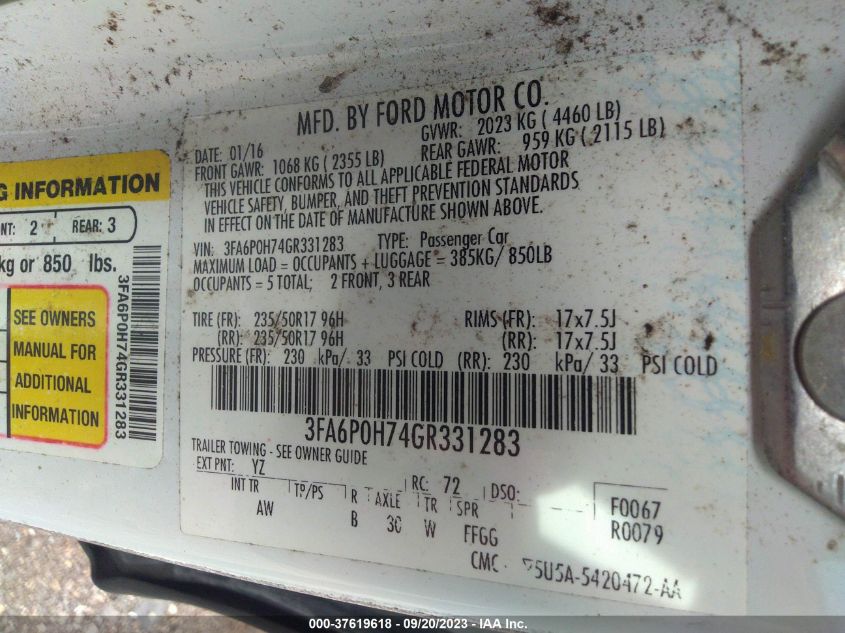 MFD. BY FORD MOTOR CO.
DATE: 01/16 GVWR: 2023 KG ( 4460 LB)
FRONT GAWR: 1068 KG ( 2355 LB) REAR GAWR: 959 KG ( 2115 LB)
THIS VEHICLE CONFORMS TO ALL APPLICABLE FEDERAL MOTOR
VEHICLE SAFETY, BUMPER, AND THEFT PREVENTION STANDARDS
IN EFFECT ON THE DATE OF MANUFACTURE SHOWN ABOVE.
VIN: 3FA6P0H74GR331283 TYPE: Passenger Car
MAXIMUM LOAD = OCCUPANTS + LUGGAGE = 385KG/ 850LB
OCCUPANTS = 5 TOTAL; 2 FRONT, 3 REAR
TIRE (FR): 235/50R17 96H RIMS (FR): 17x7.5J
(RR): 235/50R17 96H (RR): 17x7.5J
PRESSURE (FR): 230 kPa/ 33 PSI COLD (RR): 230 kPa/ 33 PSI COLD
3FA6P0H74GR331283
TRAILER TOWING - SEE OWNER GUIDE
EXT PNT: YZ RC: 72 DSO:
INT TR TP/PS R AXLE TR SPR F0067
AW B 30 W FFGG R0079
CMC 5U5A-5420472-AA
G INFORMATION
NT: 2 REAR: 3
kg or 850 lbs.
SEE OWNERS
MANUAL FOR
ADDITIONAL
INFORMATION
3FA6P0H74GR331283
000-37619618 - 09/20/2023 - IAA Inc.